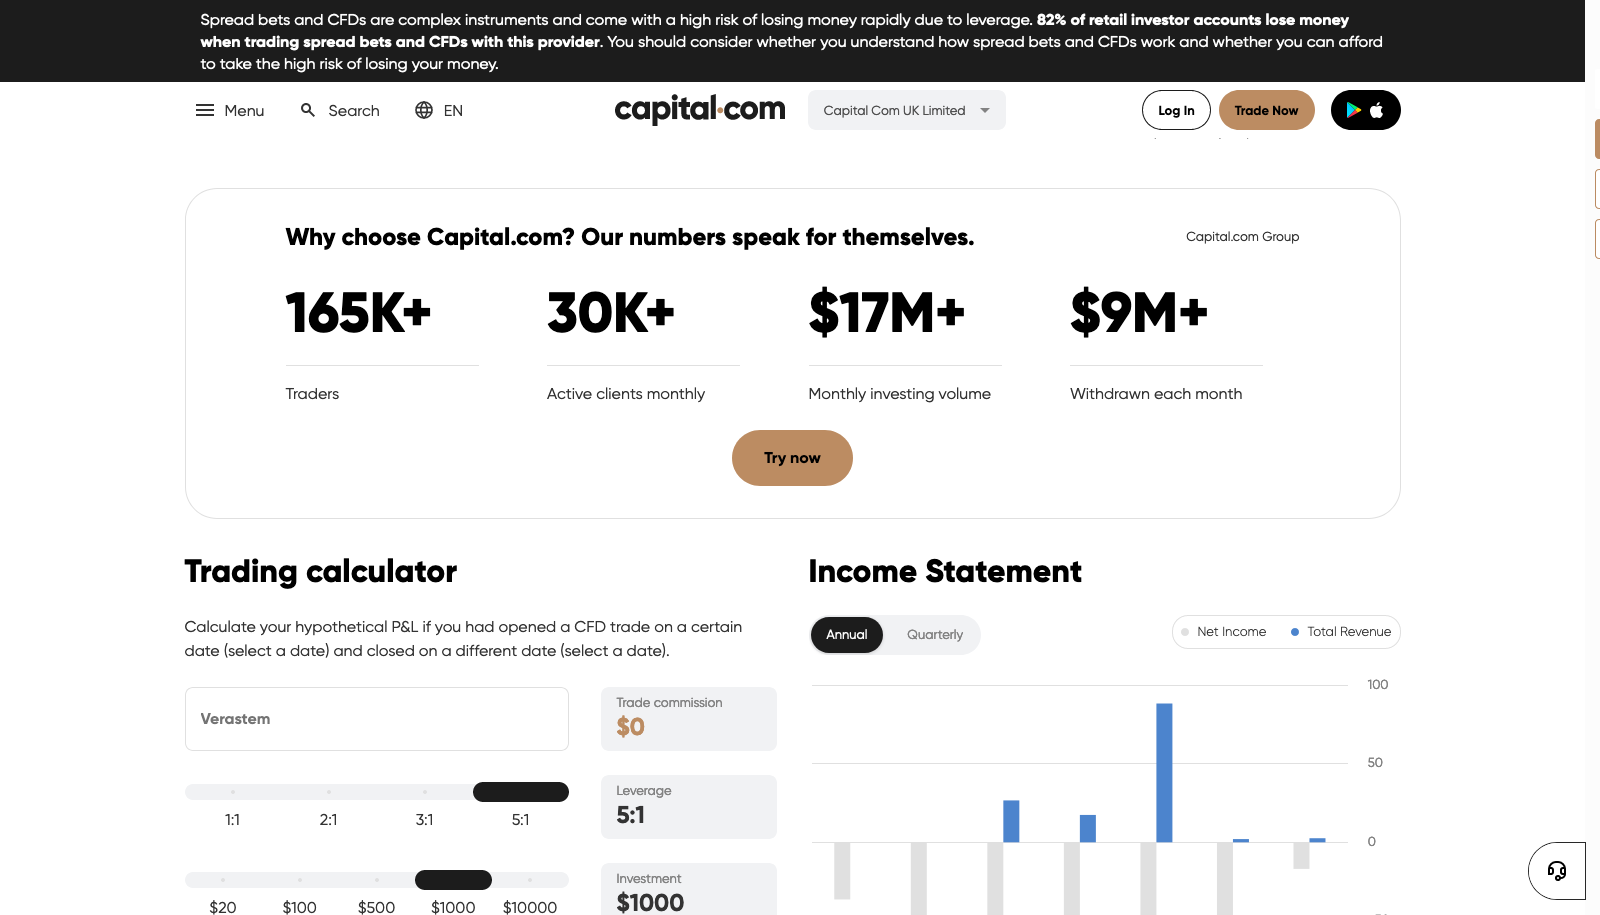 Spread bets and CFDs are complex instruments and come with a high risk of losing money rapidly due to leverage. 82% of retail investor accounts lose money
when trading spread bets and CFDs with this provider. You should consider whether you understand how spread bets and CFDs work and whether you can afford
to take the high risk of losing your money.
Menu
Search
EN
capital.com
Capital Com UK Limited
Log In
Trade Now
Why choose Capital.com? Our numbers speak for themselves.
Capital.com Group
165K+
30K+
$17M+
$9M+
Traders
Active clients monthly
Monthly investing volume
Withdrawn each month
Try now
Trading calculator
Calculate your hypothetical P&L if you had opened a CFD trade on a certain
date (select a date) and closed on a different date (select a date).
Verastem
Trade commission
$0
1:1
2:1
3:1
5:1
Leverage
5:1
$20
$100
$500
$1000
$10000
Investment
$1000
Income Statement
Annual
Quarterly
Net Income
Total Revenue
100
50
0